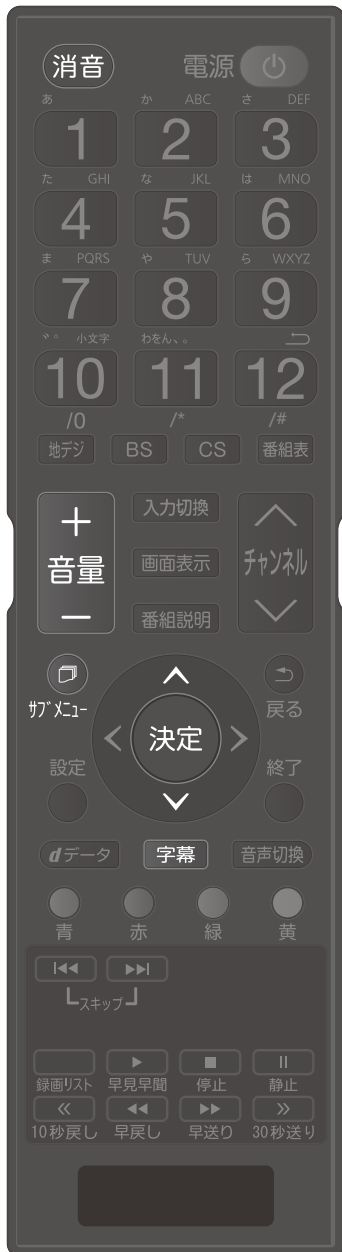 消音 電源
あ か ABC さ DEF
1 2 3
た GHI な JKL は MNO
4 5 6
ま PQRS や TUV ら WXYZ
7 8 9
゛゜ 小文字 わをん、。
10 11 12
/0 /* /#
地デジ BS CS 番組表
入力切換
+ 音量 −
画面表示
チャンネル
番組説明
サブメニュー
戻る
決定
設定
終了
dデータ 字幕 音声切換
青 赤 緑 黄
スキップ
録画リスト 早見早聞 停止 静止
10秒戻し 早戻し 早送り 30秒送り